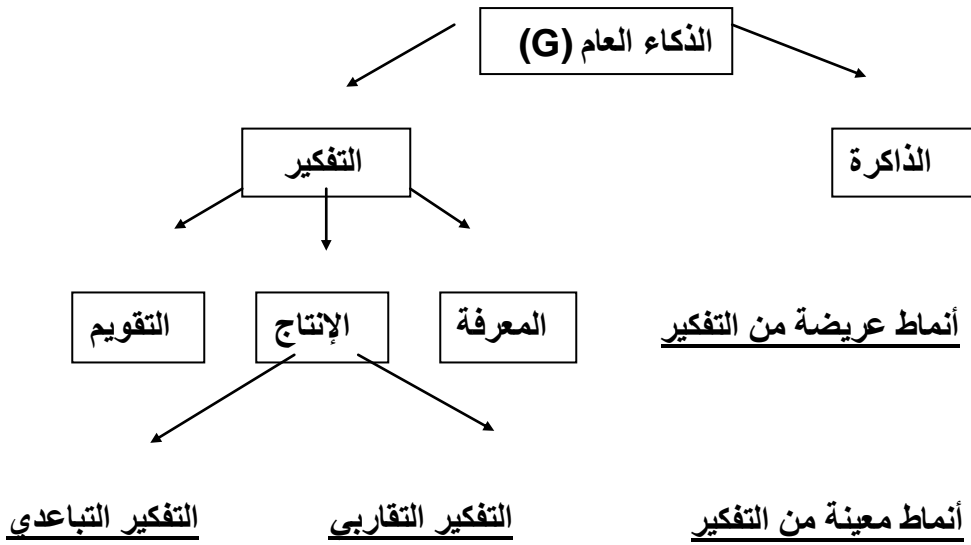 الذكاء العام (G)
الذاكرة
التفكير
أنماط عريضة من التفكير
المعرفة
الإنتاج
التقويم
أنماط معينة من التفكير
التفكير التقاربي
التفكير التباعدي